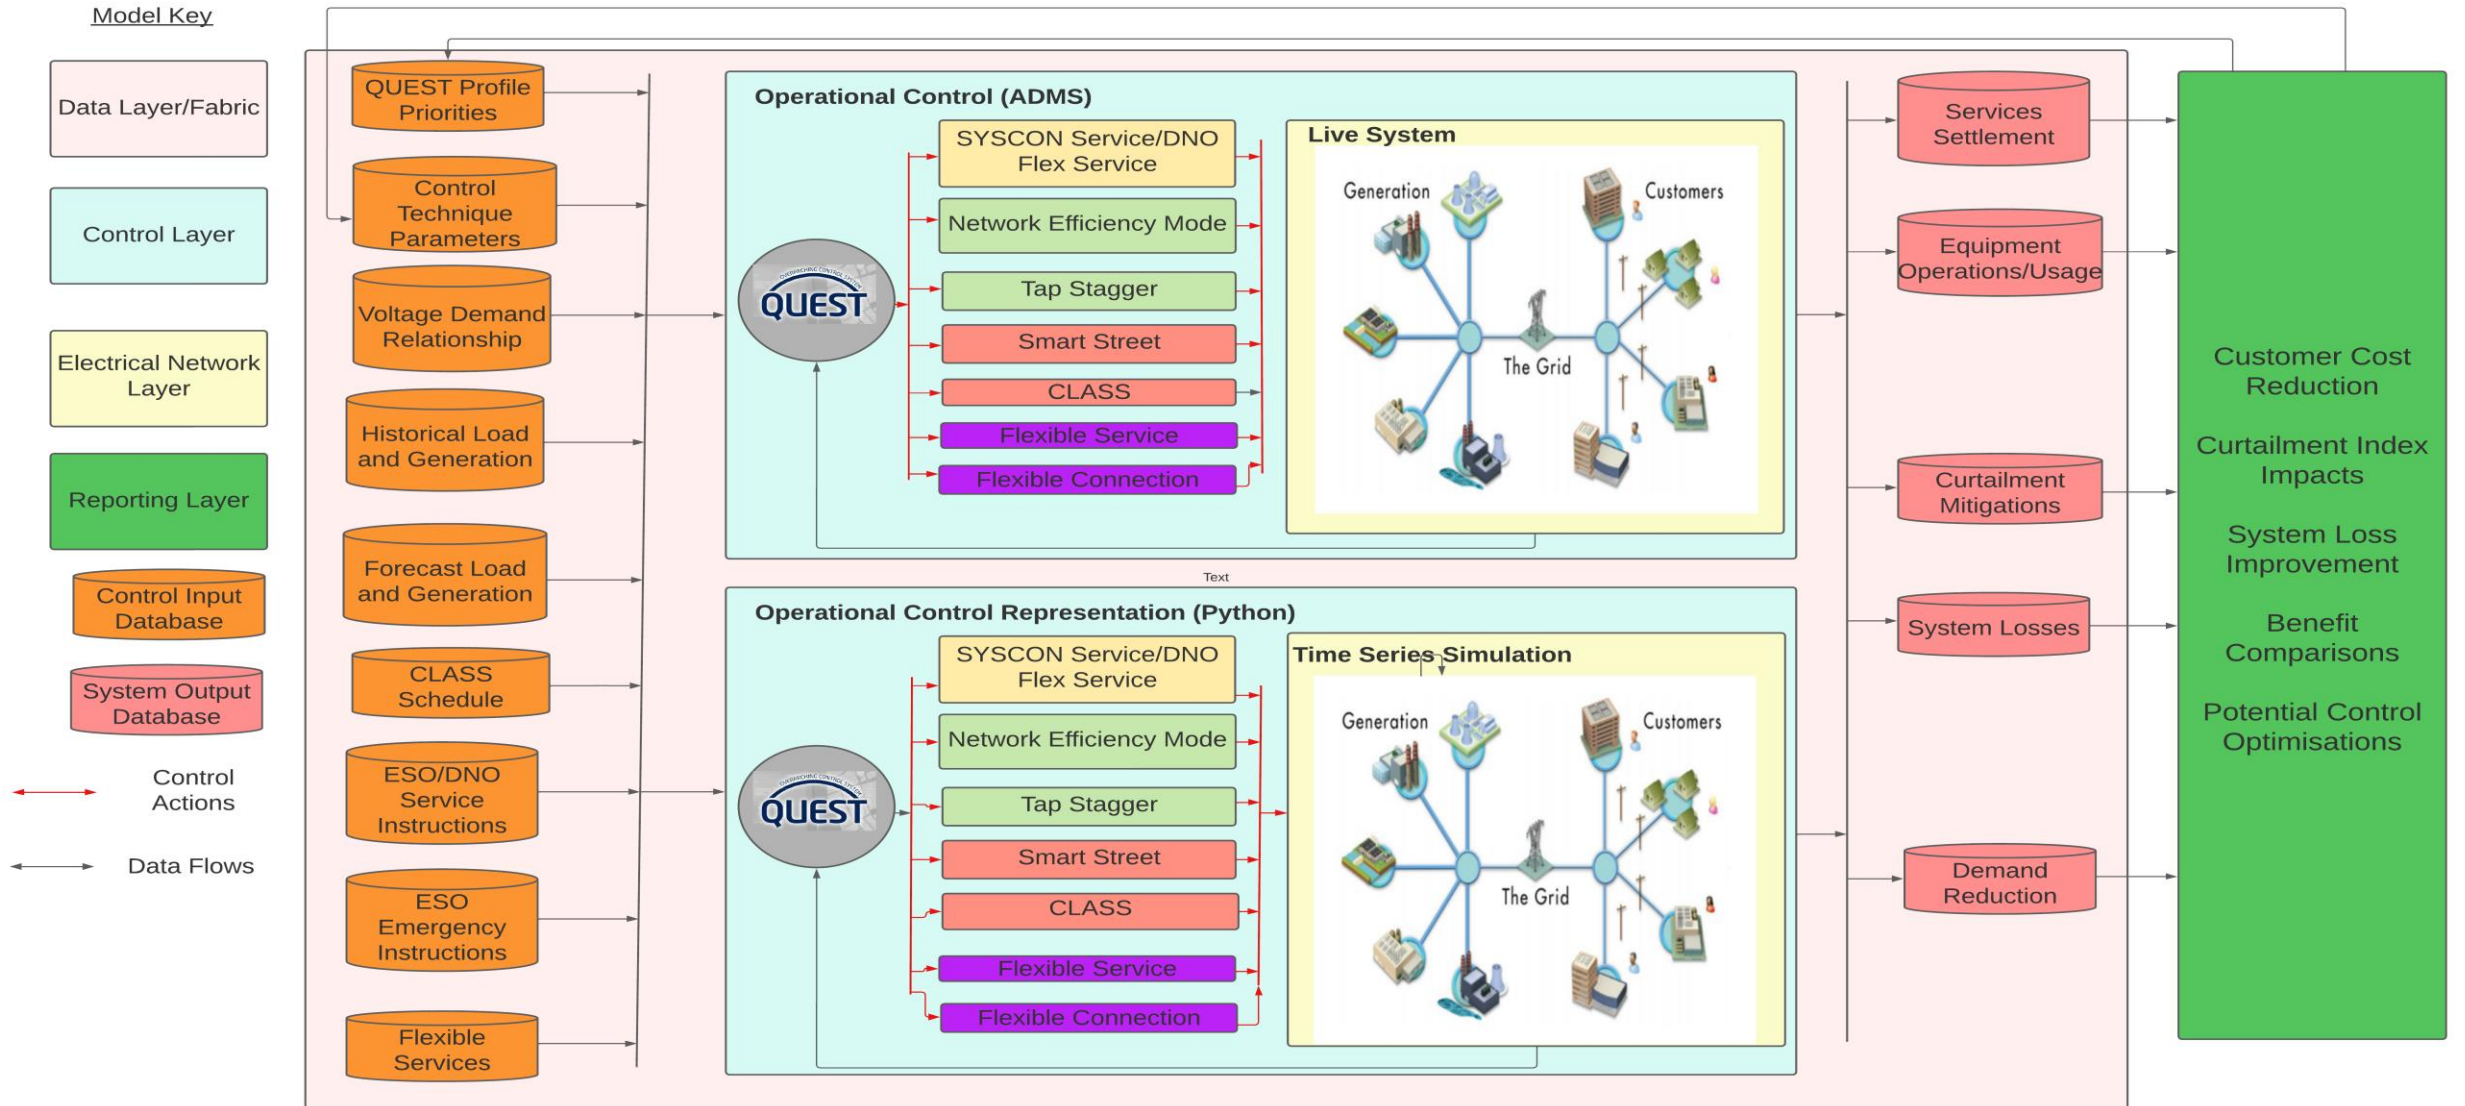 Model Key
Data Layer/Fabric
Control Layer
Electrical Network
Layer
Reporting Layer
Control Input
Database
System Output
Database
Control
Actions
Data Flows
QUEST Profile
Priorities
Control
Technique
Parameters
Voltage Demand
Relationship
Historical Load
and Generation
Forecast Load
and Generation
CLASS
Schedule
ESO/DNO
Service
Instructions
ESO
Emergency
Instructions
Flexible
Services
Operational Control (ADMS)
OVERARCHING CONTROL SYSTEM
QUEST
SYSCON Service/DNO
Flex Service
Network Efficiency Mode
Tap Stagger
Smart Street
CLASS
Flexible Service
Flexible Connection
Live System
Generation
Customers
The Grid
Text
Operational Control Representation (Python)
OVERARCHING CONTROL SYSTEM
QUEST
SYSCON Service/DNO
Flex Service
Network Efficiency Mode
Tap Stagger
Smart Street
CLASS
Flexible Service
Flexible Connection
Time Series Simulation
Generation
Customers
The Grid
Services
Settlement
Equipment
Operations/Usage
Curtailment
Mitigations
System Losses
Demand
Reduction
Customer Cost
Reduction
Curtailment Index
Impacts
System Loss
Improvement
Benefit
Comparisons
Potential Control
Optimisations